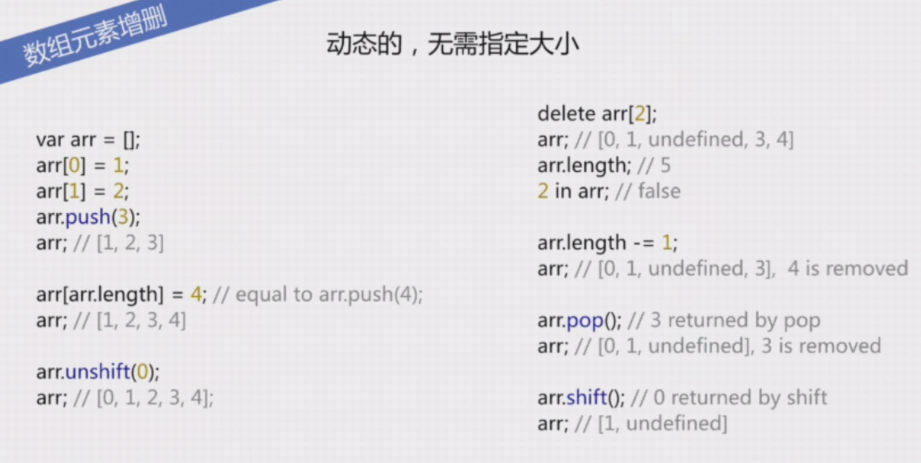 数组元素增删
动态的，无需指定大小
var arr = [];
arr[0] = 1;
arr[1] = 2;
arr.push(3);
arr; // [1, 2, 3]
arr[arr.length] = 4; // equal to arr.push(4);
arr; // [1, 2, 3, 4]
arr.unshift(0);
arr; // [0, 1, 2, 3, 4];
delete arr[2];
arr; // [0, 1, undefined, 3, 4]
arr.length; // 5
2 in arr; // false
arr.length -= 1;
arr; // [0, 1, undefined, 3],  4 is removed
arr.pop(); // 3 returned by pop
arr; // [0, 1, undefined], 3 is removed
arr.shift(); // 0 returned by shift
arr; // [1, undefined]